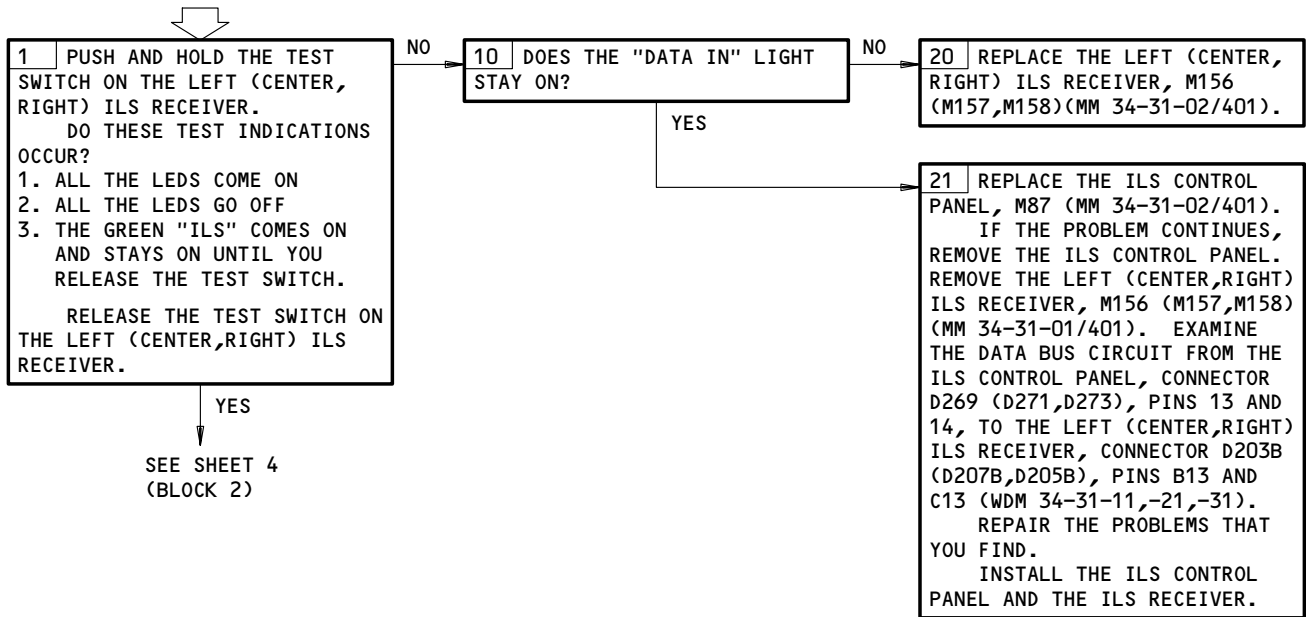 1 PUSH AND HOLD THE TEST
SWITCH ON THE LEFT (CENTER,
RIGHT) ILS RECEIVER.
DO THESE TEST INDICATIONS
OCCUR?
1. ALL THE LEDS COME ON
2. ALL THE LEDS GO OFF
3. THE GREEN "ILS" COMES ON
AND STAYS ON UNTIL YOU
RELEASE THE TEST SWITCH.
RELEASE THE TEST SWITCH ON
THE LEFT (CENTER,RIGHT) ILS
RECEIVER.
YES
SEE SHEET 4
(BLOCK 2)
NO
10 DOES THE "DATA IN" LIGHT
STAY ON?
YES
NO
20 REPLACE THE LEFT (CENTER,
RIGHT) ILS RECEIVER, M156
(M157,M158)(MM 34-31-02/401).
21 REPLACE THE ILS CONTROL
PANEL, M87 (MM 34-31-02/401).
IF THE PROBLEM CONTINUES,
REMOVE THE ILS CONTROL PANEL.
REMOVE THE LEFT (CENTER,RIGHT)
ILS RECEIVER, M156 (M157,M158)
(MM 34-31-01/401). EXAMINE
THE DATA BUS CIRCUIT FROM THE
ILS CONTROL PANEL, CONNECTOR
D269 (D271,D273), PINS 13 AND
14, TO THE LEFT (CENTER,RIGHT)
ILS RECEIVER, CONNECTOR D203B
(D207B,D205B), PINS B13 AND
C13 (WDM 34-31-11,-21,-31).
REPAIR THE PROBLEMS THAT
YOU FIND.
INSTALL THE ILS CONTROL
PANEL AND THE ILS RECEIVER.